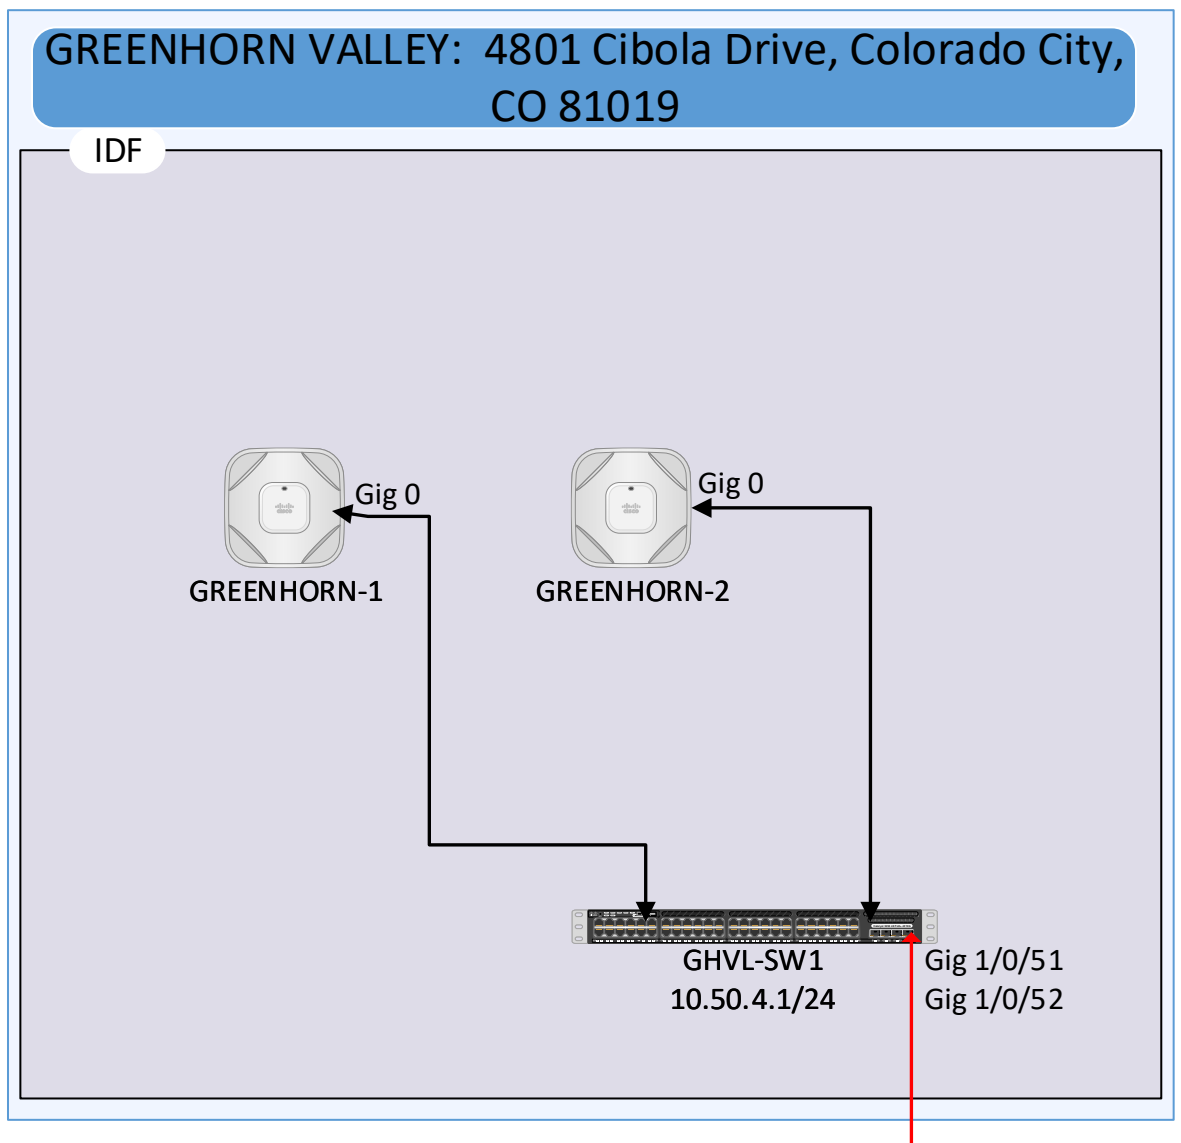 GREENHORN VALLEY:  4801 Cibola Drive, Colorado City,
CO 81019
IDF
Gig 0
Gig 0
GREENHORN-1
GREENHORN-2
GHVL-SW1
10.50.4.1/24
Gig 1/0/51
Gig 1/0/52